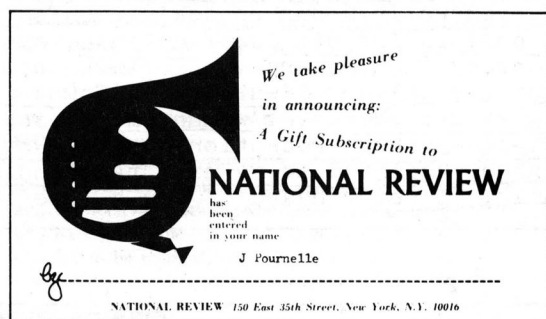 We take pleasure
in announcing:
A Gift Subscription to
NATIONAL REVIEW
has
been
entered
in your name
J Pournelle
by
NATIONAL REVIEW 150 East 35th Street, New York, N.Y. 10016